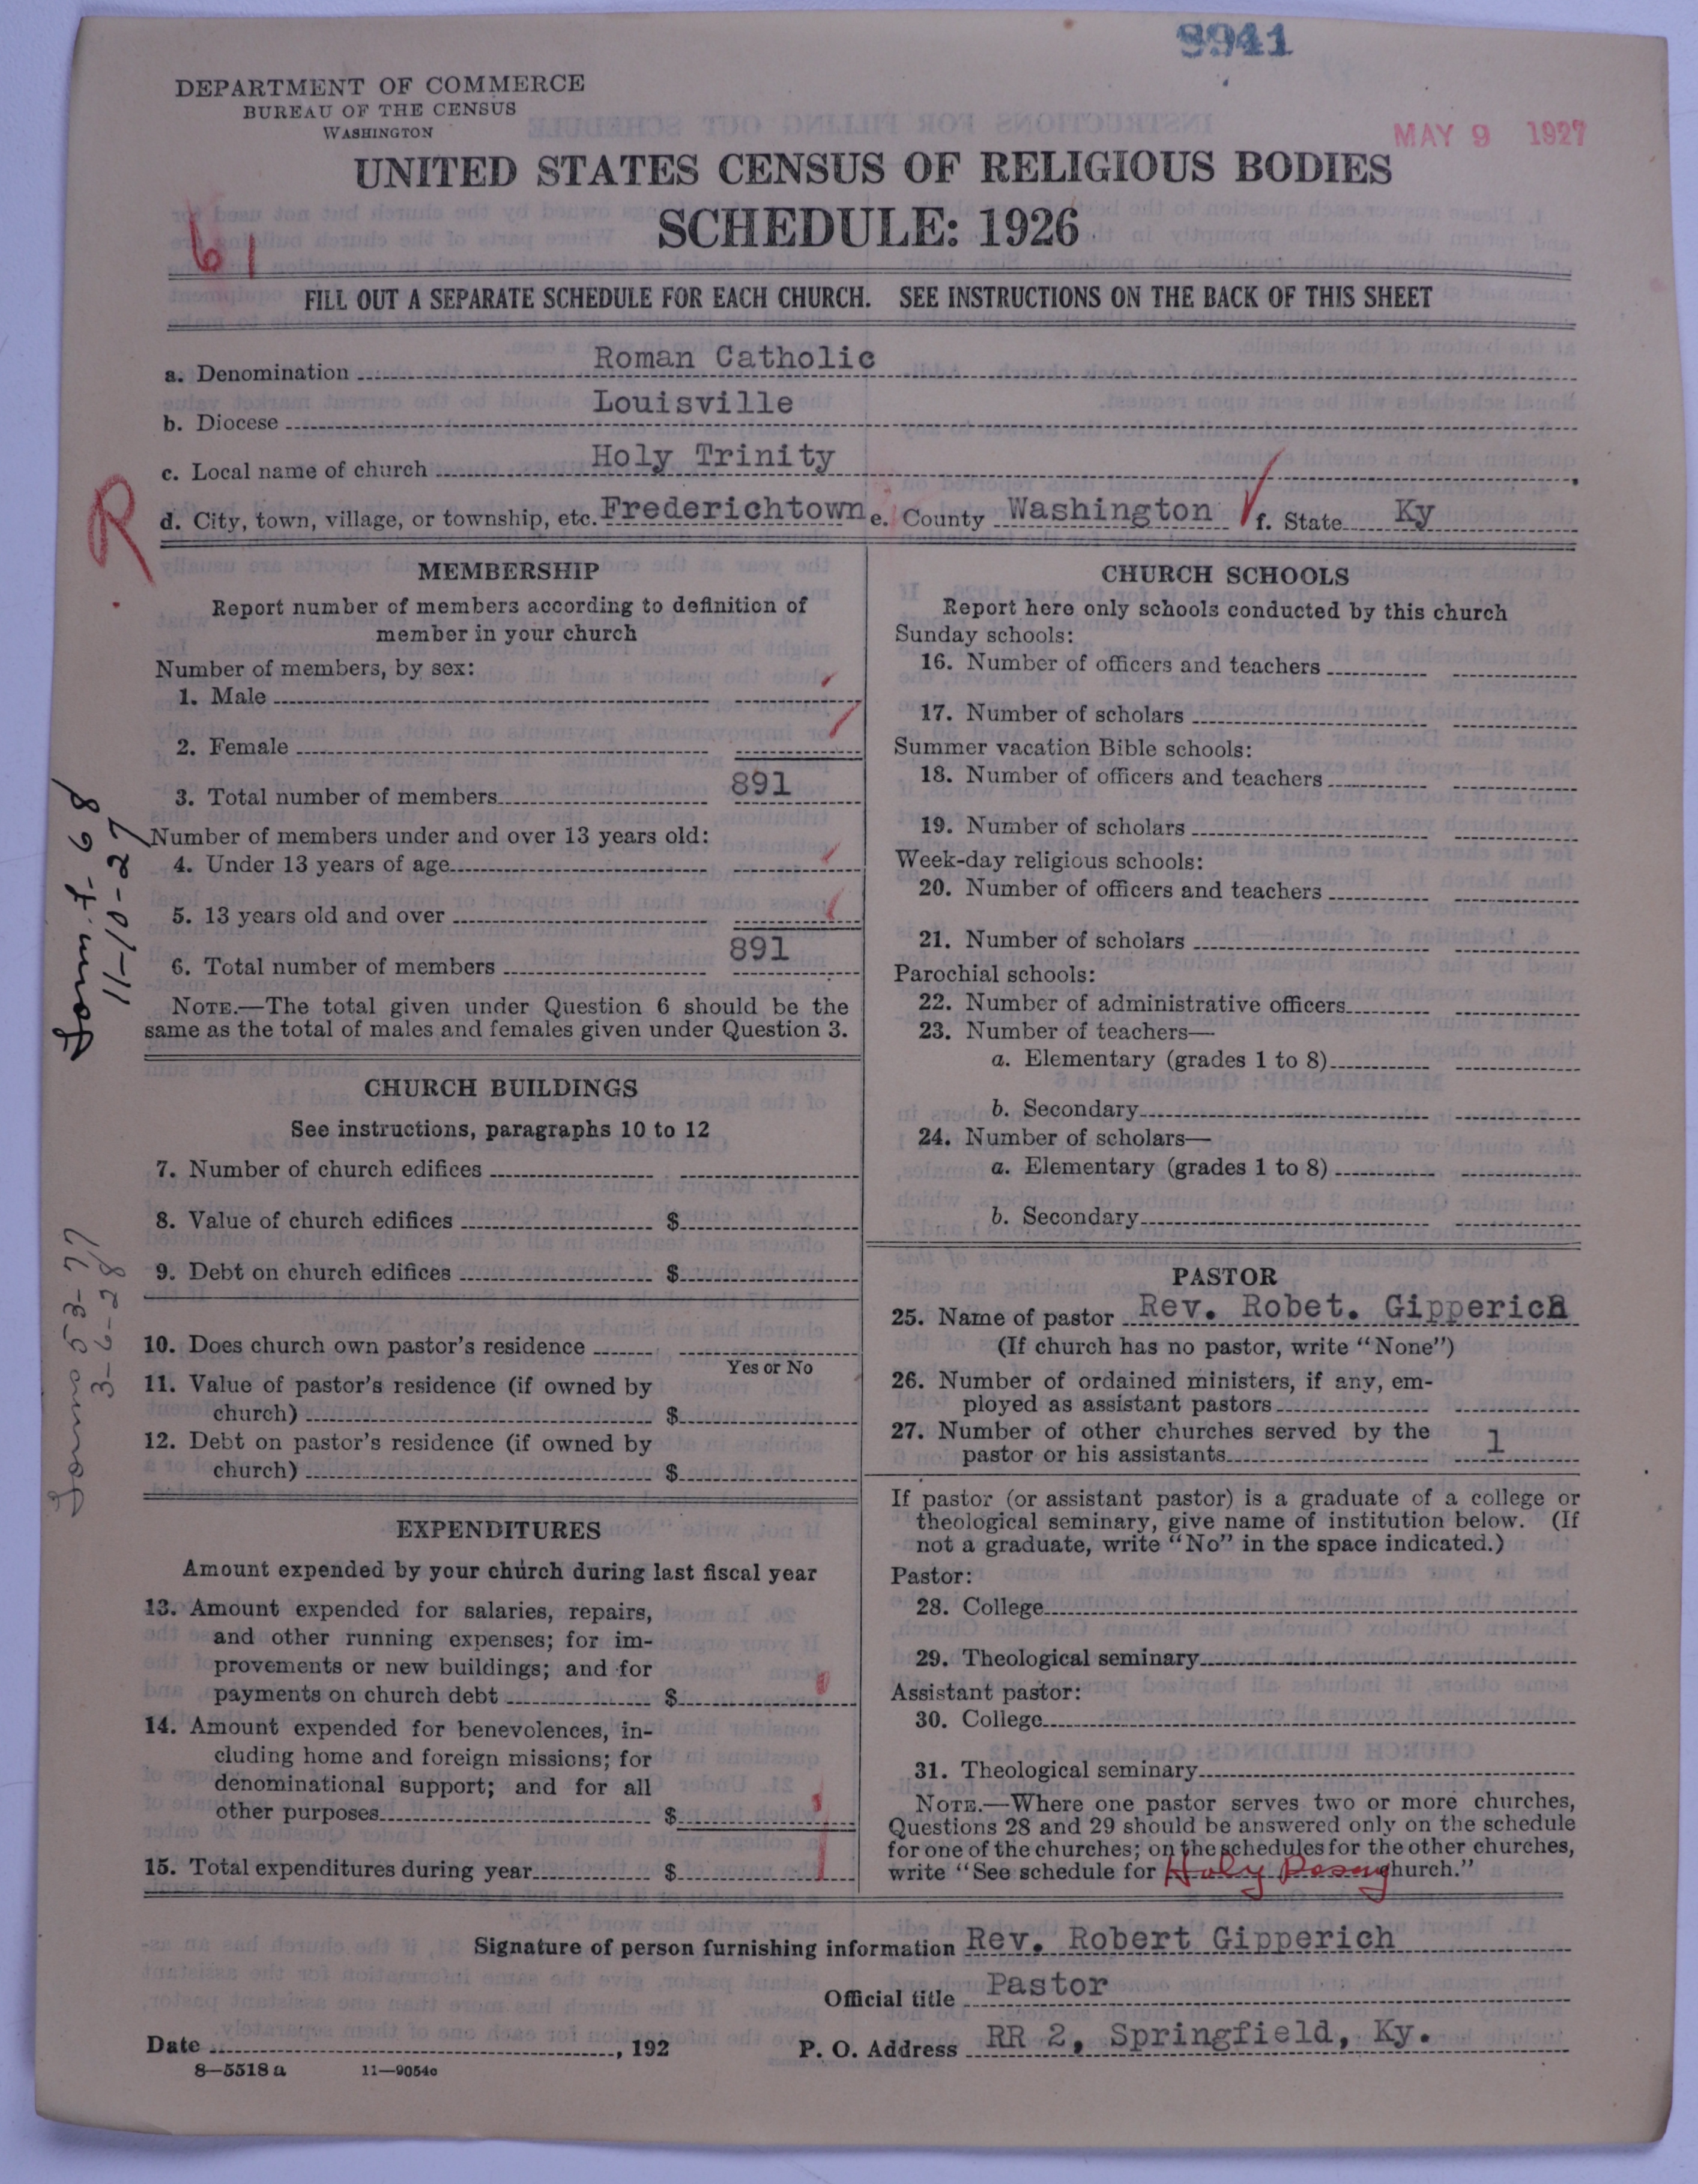 8941
DEPARTMENT OF COMMERCE
BUREAU OF THE CENSUS
WASHINGTON
MAY 9 1927
UNITED STATES CENSUS OF RELIGIOUS BODIES
SCHEDULE: 1926
61
FILL OUT A SEPARATE SCHEDULE FOR EACH CHURCH. SEE INSTRUCTIONS ON THE BACK OF THIS SHEET
a. Denomination Roman Catholic
b. Diocese Louisville
c. Local name of church Holy Trinity
R
d. City, town, village, or township, etc. Frederichtown e. County Washington f. State Ky
MEMBERSHIP
Report number of members according to definition of
member in your church
Number of members, by sex:
1. Male
2. Female
3. Total number of members 891
Number of members under and over 13 years old:
4. Under 13 years of age
5. 13 years old and over
6. Total number of members 891
NOTE.—The total given under Question 6 should be the
same as the total of males and females given under Question 3.
11-10-27
CHURCH BUILDINGS
See instructions, paragraphs 10 to 12
7. Number of church edifices
8. Value of church edifices $
9. Debt on church edifices $
10. Does church own pastor's residence
Yes or No
11. Value of pastor's residence (if owned by
church) $
12. Debt on pastor's residence (if owned by
church) $
Form 53-77
3-6-28
EXPENDITURES
Amount expended by your church during last fiscal year
13. Amount expended for salaries, repairs,
and other running expenses; for im-
provements or new buildings; and for
payments on church debt $
14. Amount expended for benevolences, in-
cluding home and foreign missions; for
denominational support; and for all
other purposes $
15. Total expenditures during year $
CHURCH SCHOOLS
Report here only schools conducted by this church
Sunday schools:
16. Number of officers and teachers
17. Number of scholars
Summer vacation Bible schools:
18. Number of officers and teachers
19. Number of scholars
Week-day religious schools:
20. Number of officers and teachers
21. Number of scholars
Parochial schools:
22. Number of administrative officers
23. Number of teachers—
a. Elementary (grades 1 to 8)
b. Secondary
24. Number of scholars—
a. Elementary (grades 1 to 8)
b. Secondary
PASTOR
25. Name of pastor Rev. Robet. Gipperich
(If church has no pastor, write "None")
26. Number of ordained ministers, if any, em-
ployed as assistant pastors
27. Number of other churches served by the
pastor or his assistants 1
If pastor (or assistant pastor) is a graduate of a college or
theological seminary, give name of institution below. (If
not a graduate, write "No" in the space indicated.)
Pastor:
28. College
29. Theological seminary
Assistant pastor:
30. College
31. Theological seminary
NOTE.—Where one pastor serves two or more churches,
Questions 28 and 29 should be answered only on the schedule
for one of the churches; on the schedules for the other churches,
write "See schedule for Holy church."
Signature of person furnishing information Rev. Robert Gipperich
Official title Pastor
Date , 192
P. O. Address RR 2, Springfield, Ky.
8—5518 a 11—9054c